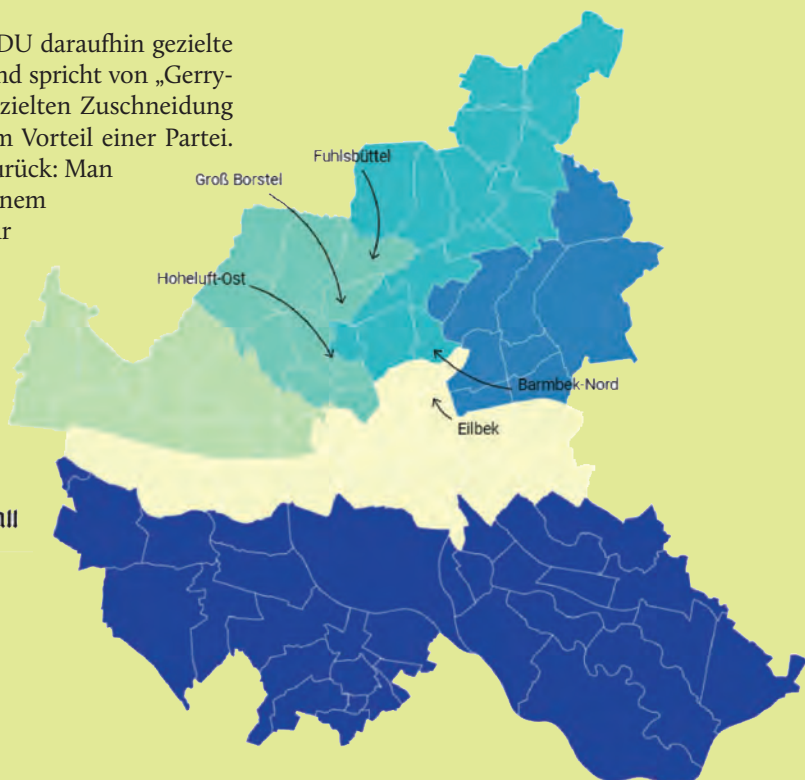 DU daraufhin gezielte
nd spricht von „Gerry-
zielten Zuschneidung
m Vorteil einer Partei.
urück: Man
nem
r
Fuhlsbüttel
Groß Borstel
Hoheluft-Ost
Barmbek-Nord
Eilbek
all